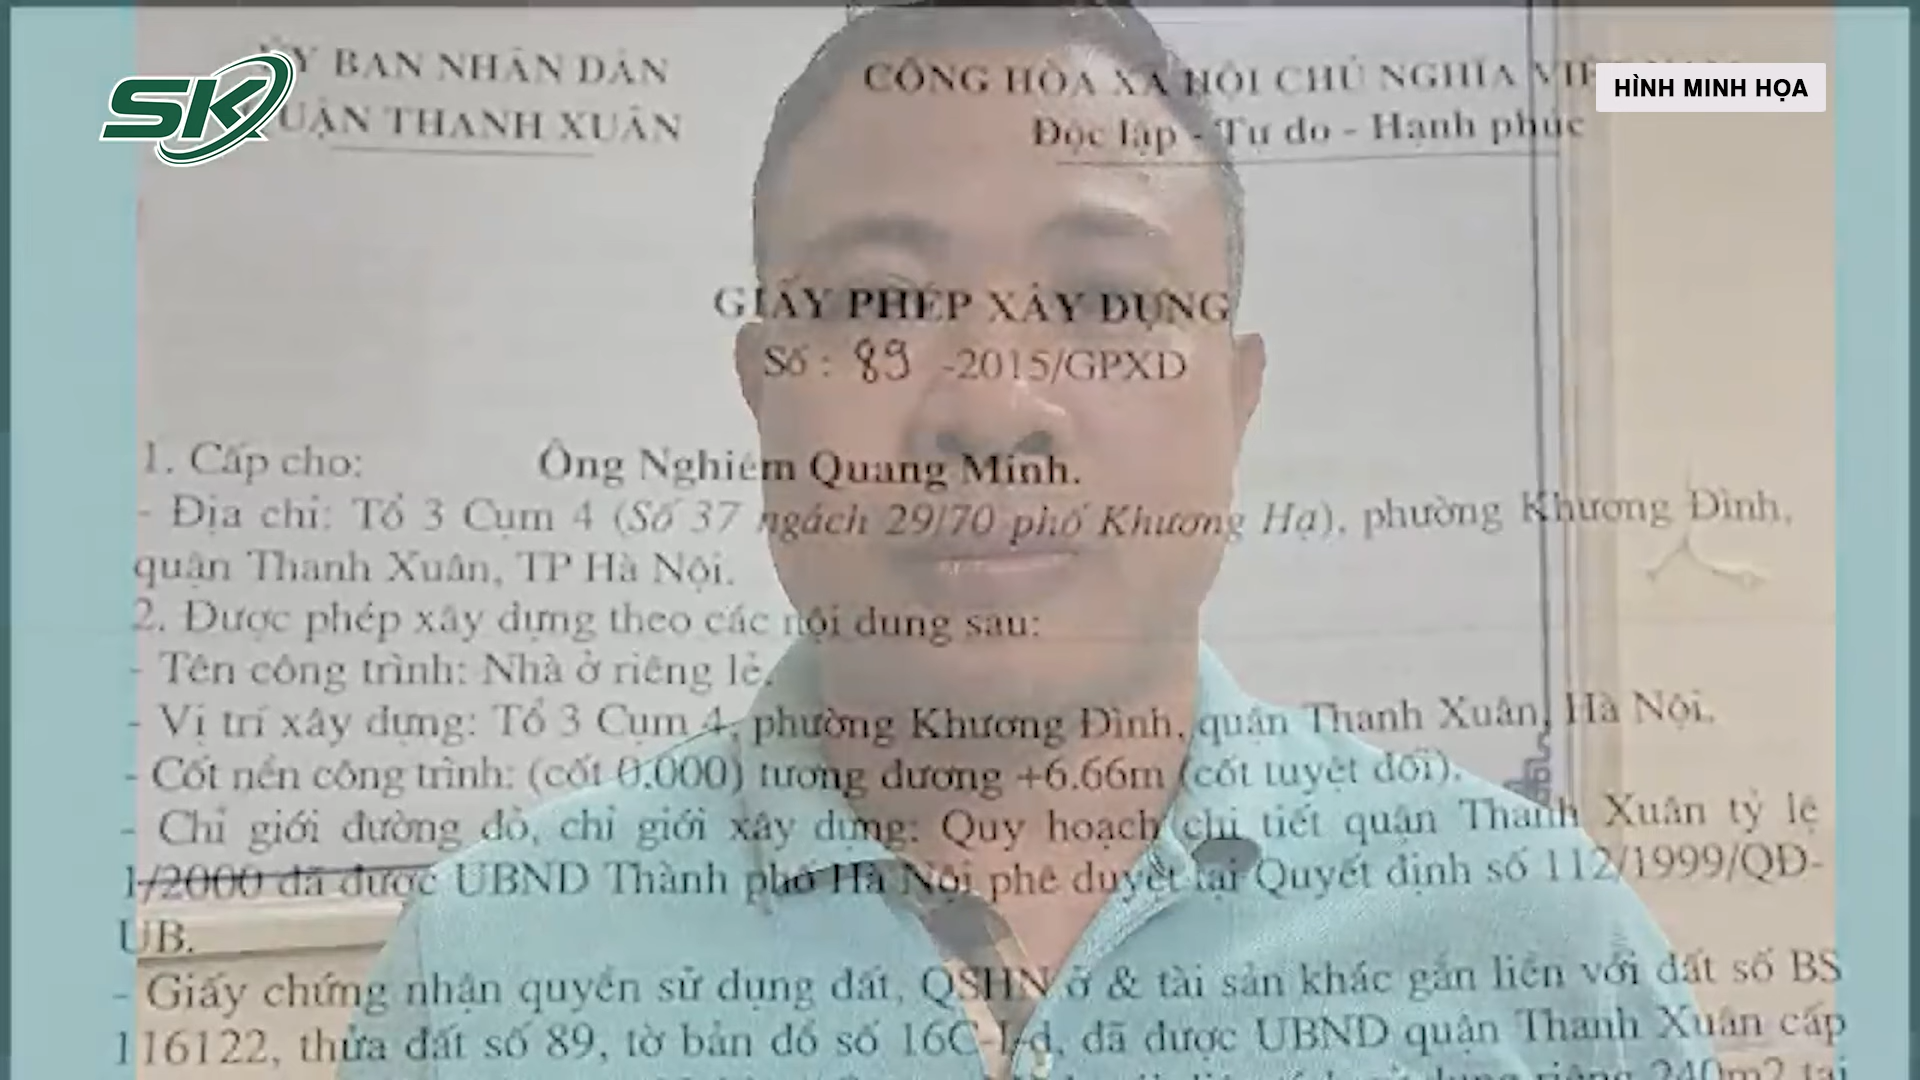 SK
HÌNH MINH HỌA
ỦY BAN NHÂN DÂN
QUẬN THANH XUÂN
CỘNG HÒA XÃ HỘI CHỦ NGHĨA VIỆT NAM
Độc lập - Tự do - Hạnh phúc
GIẤY PHÉP XÂY DỰNG
Số : 89 -2015/GPXD
1. Cấp cho: Ông Nghiêm Quang Minh.
- Địa chỉ: Tổ 3 Cụm 4 (Số 37 ngách 29/70 phố Khương Hạ), phường Khương Đình,
quận Thanh Xuân, TP Hà Nội.
2. Được phép xây dựng theo các nội dung sau:
- Tên công trình: Nhà ở riêng lẻ.
- Vị trí xây dựng: Tổ 3 Cụm 4, phường Khương Đình, quận Thanh Xuân, Hà Nội.
- Cốt nền công trình: (cốt 0.000) tương đương +6.66m (cốt tuyệt đối).
- Chỉ giới đường đỏ, chỉ giới xây dựng: Quy hoạch chi tiết quận Thanh Xuân tỷ lệ
1/2000 đã được UBND Thành phố Hà Nội phê duyệt tại Quyết định số 112/1999/QĐ-
UB.
- Giấy chứng nhận quyền sử dụng đất, QSHN ở & tài sản khác gắn liền với đất số BS
116122, thửa đất số 89, tờ bản đồ số 16C-I-d, đã được UBND quận Thanh Xuân cấp
riêng 240m2 tại